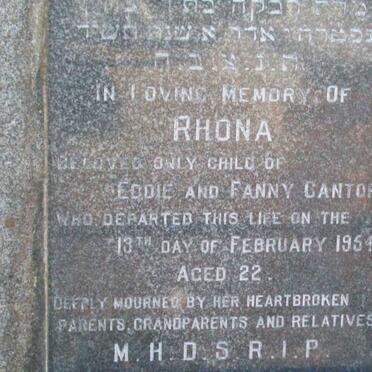 ת.נ.צ.ב.ה
IN LOVING MEMORY OF
RHONA
BELOVED ONLY CHILD OF
EDDIE AND FANNY CANTOR
WHO DEPARTED THIS LIFE ON THE
13TH DAY OF FEBRUARY 1954
AGED 22.
DEEPLY MOURNED BY HER HEARTBROKEN
PARENTS, GRANDPARENTS AND RELATIVES
M.H.D.S.R.I.P.